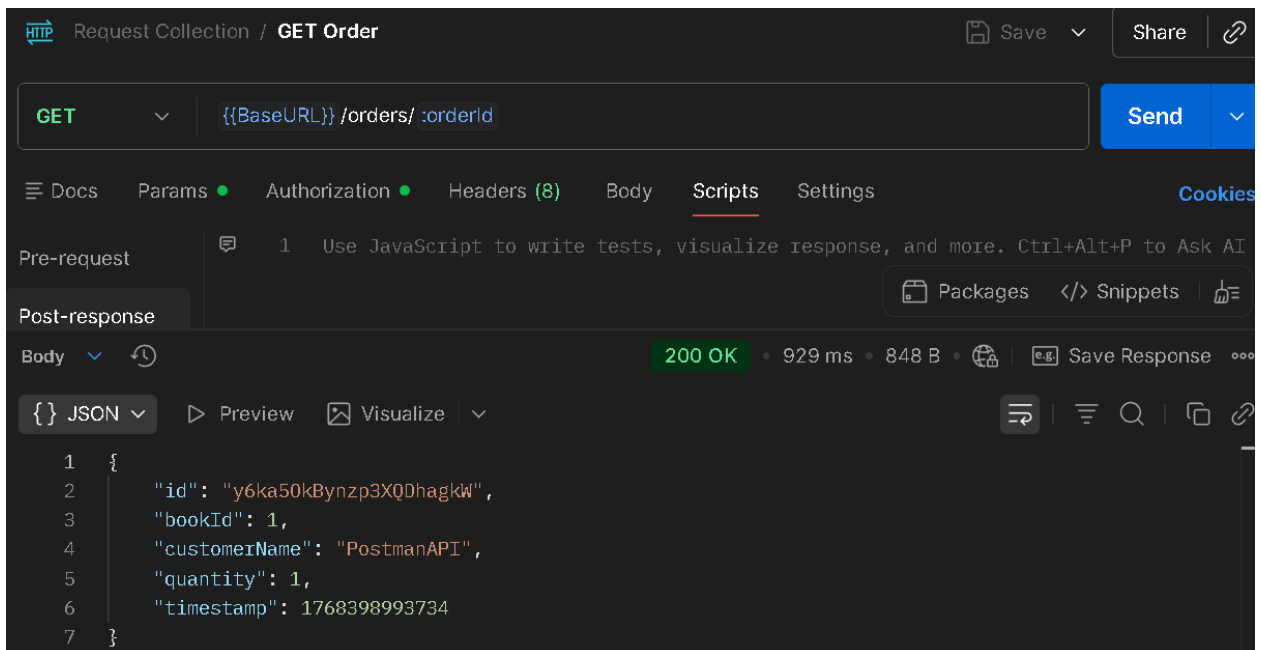 HTTP Request Collection / GET Order Save Share
GET {{BaseURL}} /orders/ :orderId Send
Docs Params Authorization Headers (8) Body Scripts Settings Cookies
Pre-request
1 Use JavaScript to write tests, visualize response, and more. Ctrl+Alt+P to Ask AI
Packages </> Snippets
Post-response
Body 200 OK • 929 ms • 848 B • e.g. Save Response
{} JSON Preview Visualize
1 {
2 "id": "y6ka5OkBynzp3XQDhagkW",
3 "bookId": 1,
4 "customerName": "PostmanAPI",
5 "quantity": 1,
6 "timestamp": 1768398993734
7 }